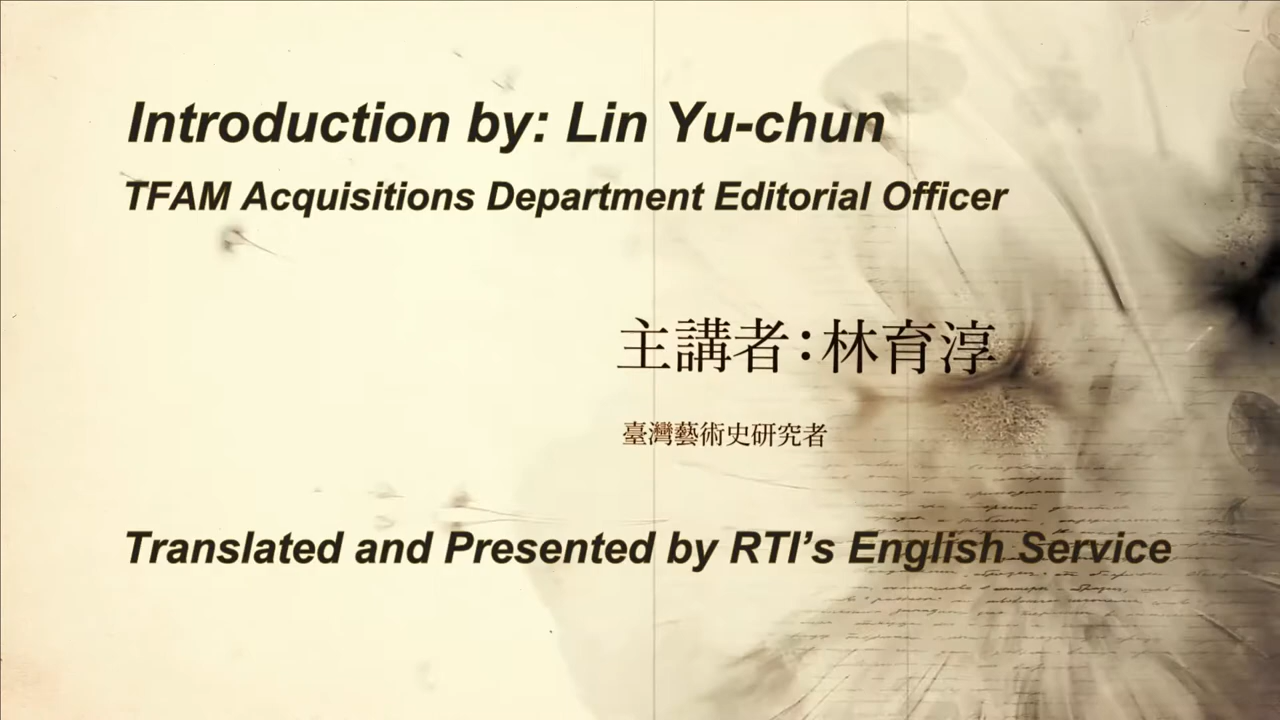 Introduction by: Lin Yu-chun
TFAM Acquisitions Department Editorial Officer
主講者：林育淳
臺灣藝術史研究者
Translated and Presented by RTI’s English Service